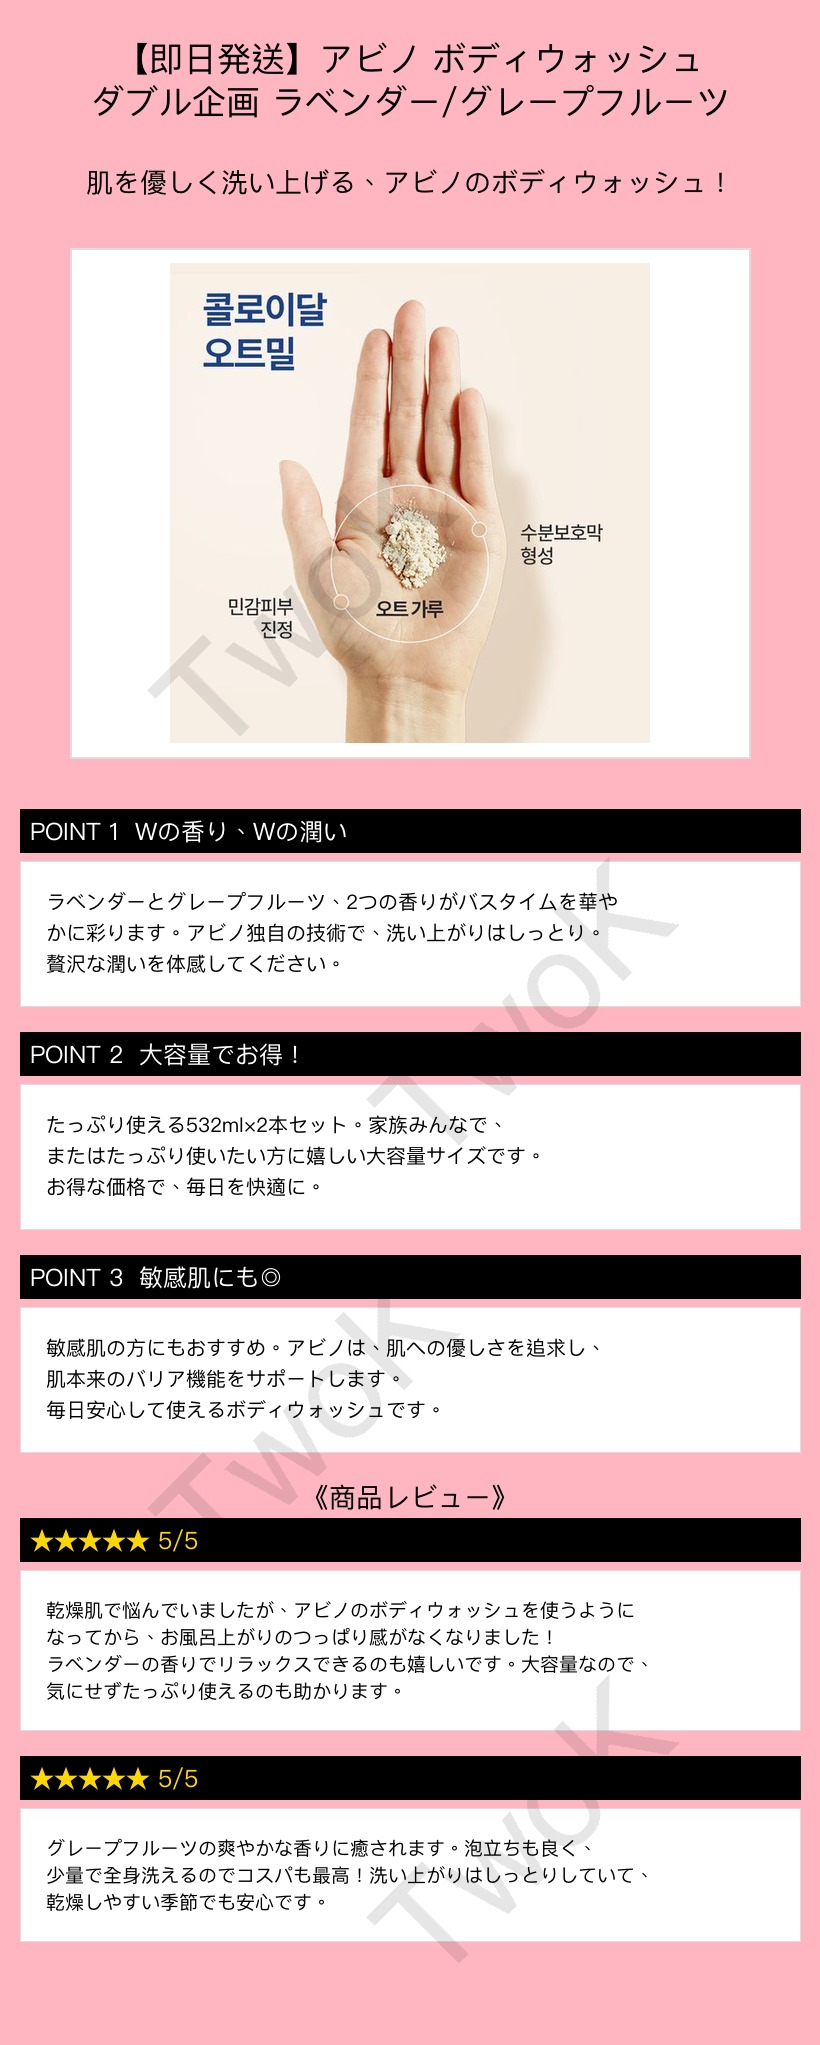 【即日発送】アビノ ボディウォッシュ
ダブル企画 ラベンダー/グレープフルーツ
肌を優しく洗い上げる、アビノのボディウォッシュ！
콜로이달
오트밀
수분보호막
형성
민감피부
진정
오트 가루
TwoK
POINT 1 Wの香り、Wの潤い
ラベンダーとグレープフルーツ、2つの香りがバスタイムを華や
かに彩ります。アビノ独自の技術で、洗い上がりはしっとり。
贅沢な潤いを体感してください。
TwoK
POINT 2 大容量でお得！
たっぷり使える532ml×2本セット。家族みんなで、
またはたっぷり使いたい方に嬉しい大容量サイズです。
お得な価格で、毎日を快適に。
POINT 3 敏感肌にも◎
敏感肌の方にもおすすめ。アビノは、肌への優しさを追求し、
肌本来のバリア機能をサポートします。
毎日安心して使えるボディウォッシュです。
TwoK
《商品レビュー》
★★★★★ 5/5
乾燥肌で悩んでいましたが、アビノのボディウォッシュを使うように
なってから、お風呂上がりのつっぱり感がなくなりました！
ラベンダーの香りでリラックスできるのも嬉しいです。大容量なので、
気にせずたっぷり使えるのも助かります。
★★★★★ 5/5
グレープフルーツの爽やかな香りに癒されます。泡立ちも良く、
少量で全身洗えるのでコスパも最高！洗い上がりはしっとりしていて、
乾燥しやすい季節でも安心です。
TwoK